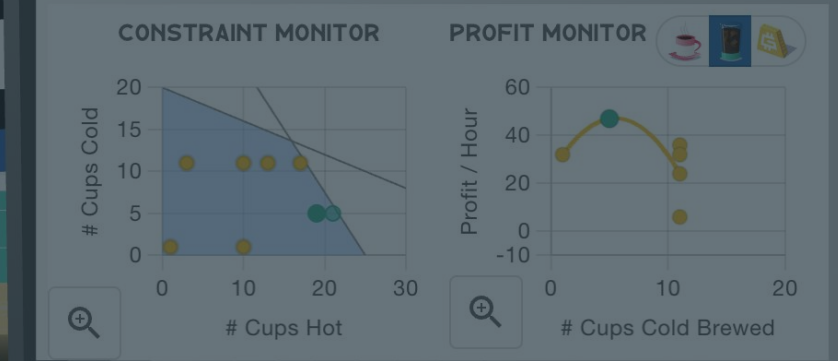 CONSTRAINT MONITOR
# Cups Cold
20
15
10
5
0
0 10 20 30
# Cups Hot
PROFIT MONITOR
Profit / Hour
60
40
20
0
-10
0 10 20
# Cups Cold Brewed